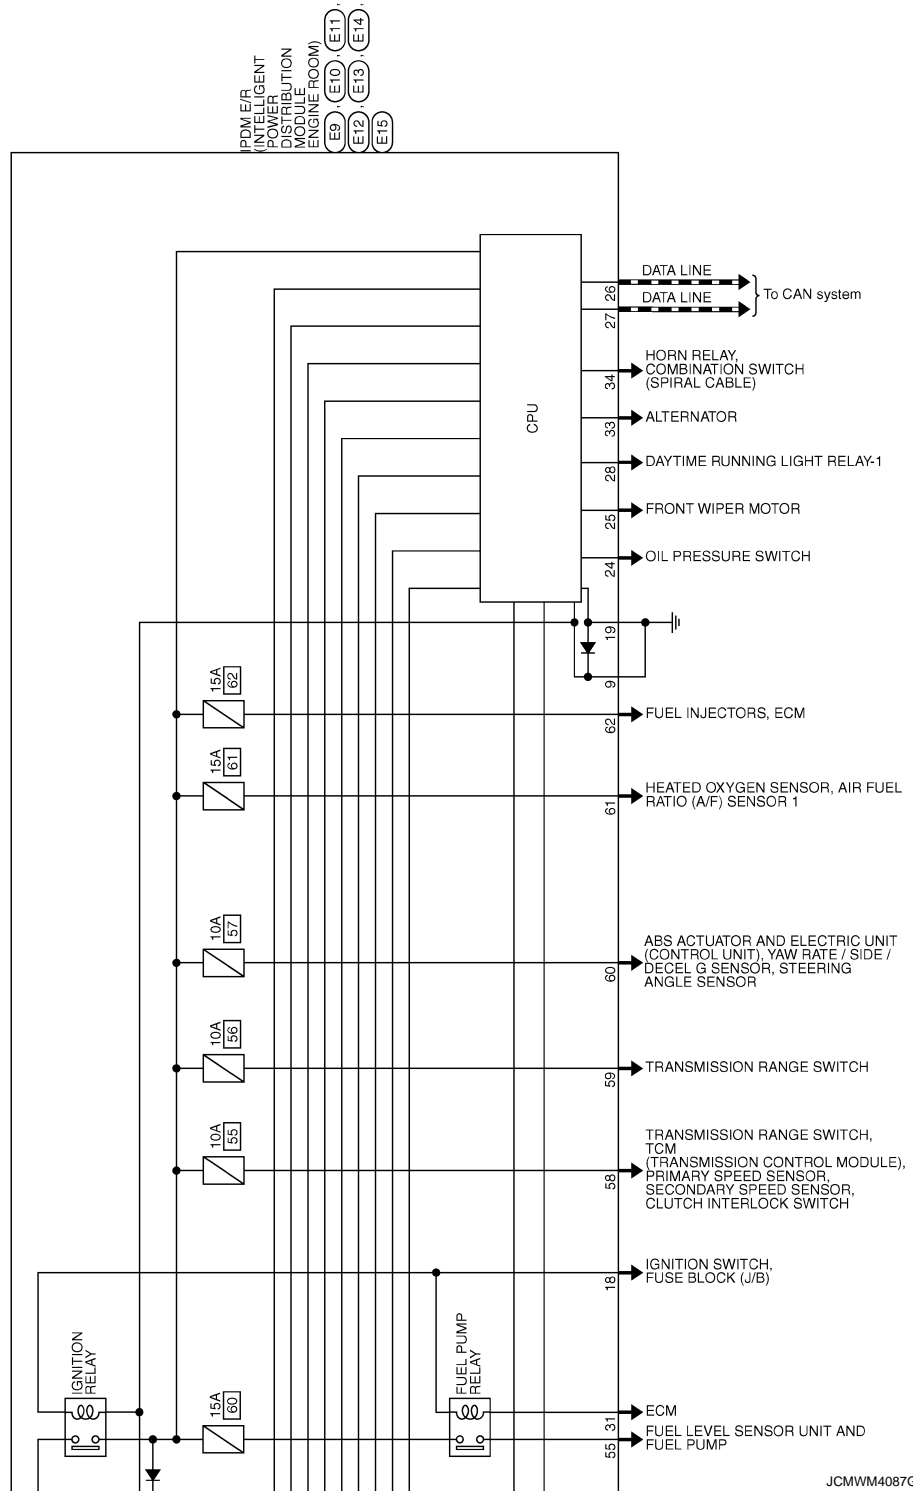 IPDM E/R
(INTELLIGENT
POWER
DISTRIBUTION
MODULE
ENGINE ROOM)
E9 , E10 , E11 ,
E12 , E13 , E14 ,
E15
CPU
26
DATA LINE
27
DATA LINE
To CAN system
34
HORN RELAY,
COMBINATION SWITCH
(SPIRAL CABLE)
33
ALTERNATOR
28
DAYTIME RUNNING LIGHT RELAY-1
25
FRONT WIPER MOTOR
24
OIL PRESSURE SWITCH
19
9
15A
62
62
FUEL INJECTORS, ECM
15A
61
61
HEATED OXYGEN SENSOR, AIR FUEL
RATIO (A/F) SENSOR 1
10A
57
60
ABS ACTUATOR AND ELECTRIC UNIT
(CONTROL UNIT), YAW RATE / SIDE /
DECEL G SENSOR, STEERING
ANGLE SENSOR
10A
56
59
TRANSMISSION RANGE SWITCH
10A
55
58
TRANSMISSION RANGE SWITCH,
TCM
(TRANSMISSION CONTROL MODULE),
PRIMARY SPEED SENSOR,
SECONDARY SPEED SENSOR,
CLUTCH INTERLOCK SWITCH
18
IGNITION SWITCH,
FUSE BLOCK (J/B)
IGNITION
RELAY
15A
60
FUEL PUMP
RELAY
31
ECM
55
FUEL LEVEL SENSOR UNIT AND
FUEL PUMP
JCMWM4087G